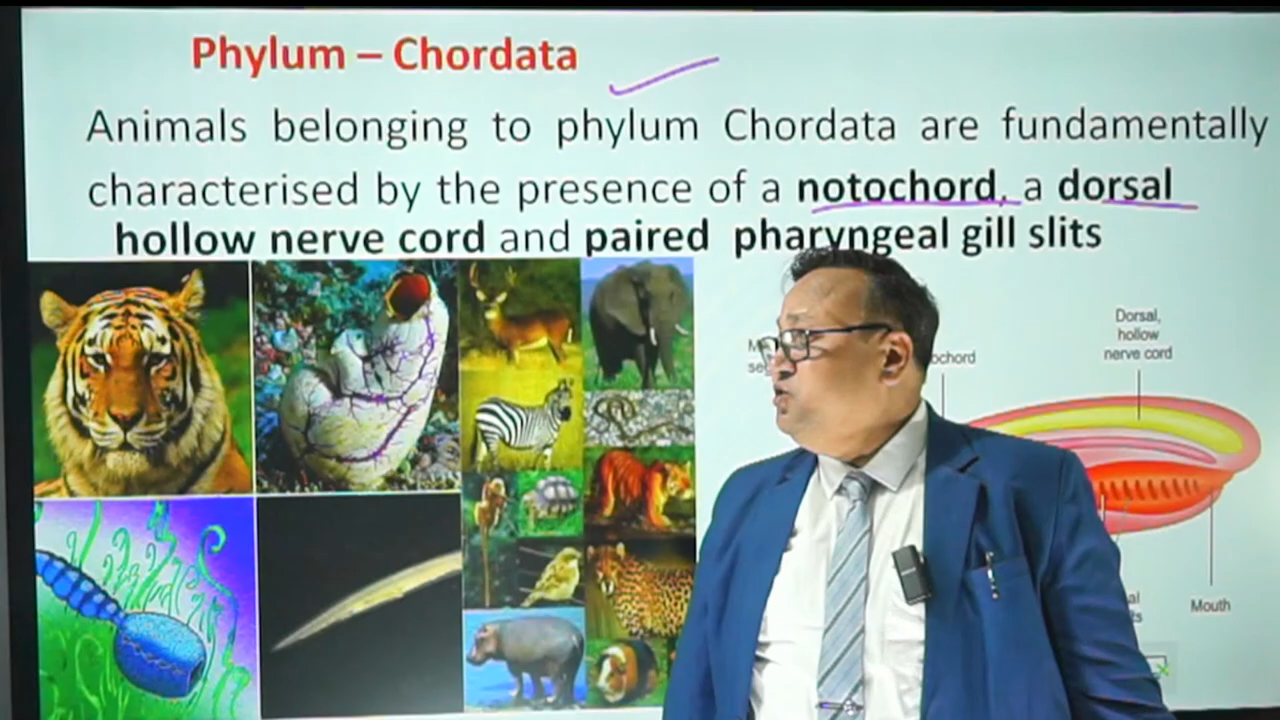 Phylum – Chordata
Animals belonging to phylum Chordata are fundamentally
characterised by the presence of a notochord, a dorsal
hollow nerve cord and paired pharyngeal gill slits
Dorsal,
hollow
nerve cord
Mouth